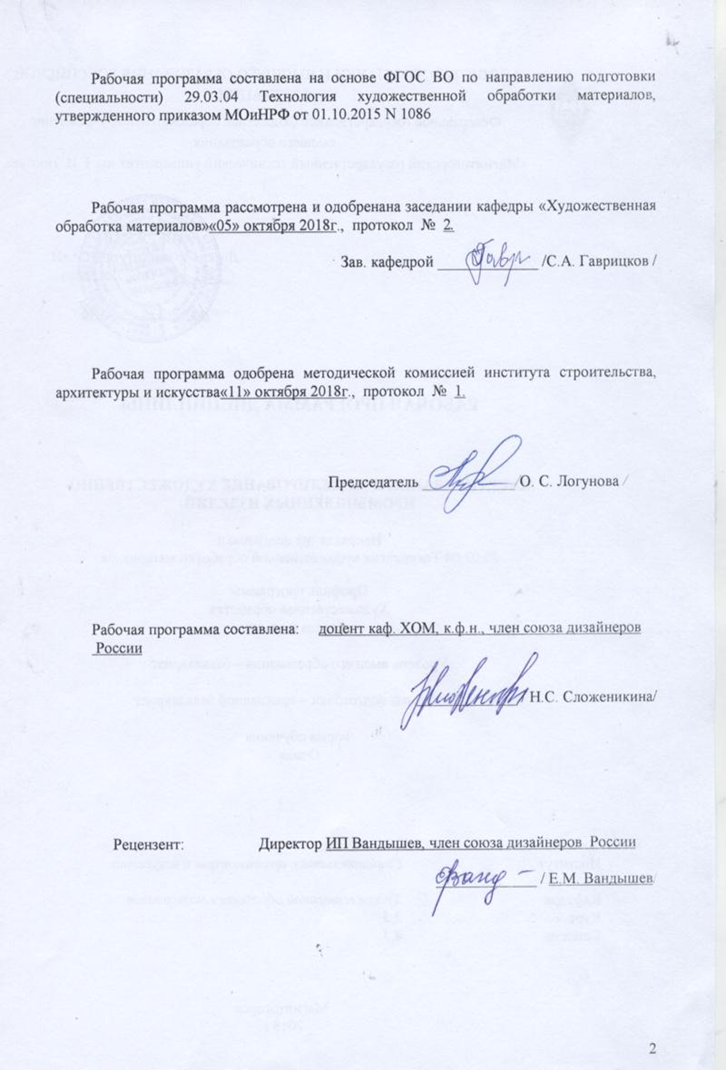 Рабочая программа составлена на основе ФГОС ВО по направлению подготовки
(специальности) 29.03.04 Технология художественной обработки материалов,
утвержденного приказом МОиНРФ от 01.10.2015 N 1086
Рабочая программа рассмотрена и одобренана заседании кафедры «Художественная
обработка материалов»«05» октября 2018г., протокол № 2.
Зав. кафедрой /С.А. Гаврицков /
Рабочая программа одобрена методической комиссией института строительства,
архитектуры и искусства«11» октября 2018г., протокол № 1.
Председатель /О. С. Логунова /
Рабочая программа составлена: доцент каф. ХОМ, к.ф.н., член союза дизайнеров
России
Н.С. Сложеникина/
Рецензент: Директор ИП Вандышев, член союза дизайнеров России
/ Е.М. Вандышев/
2